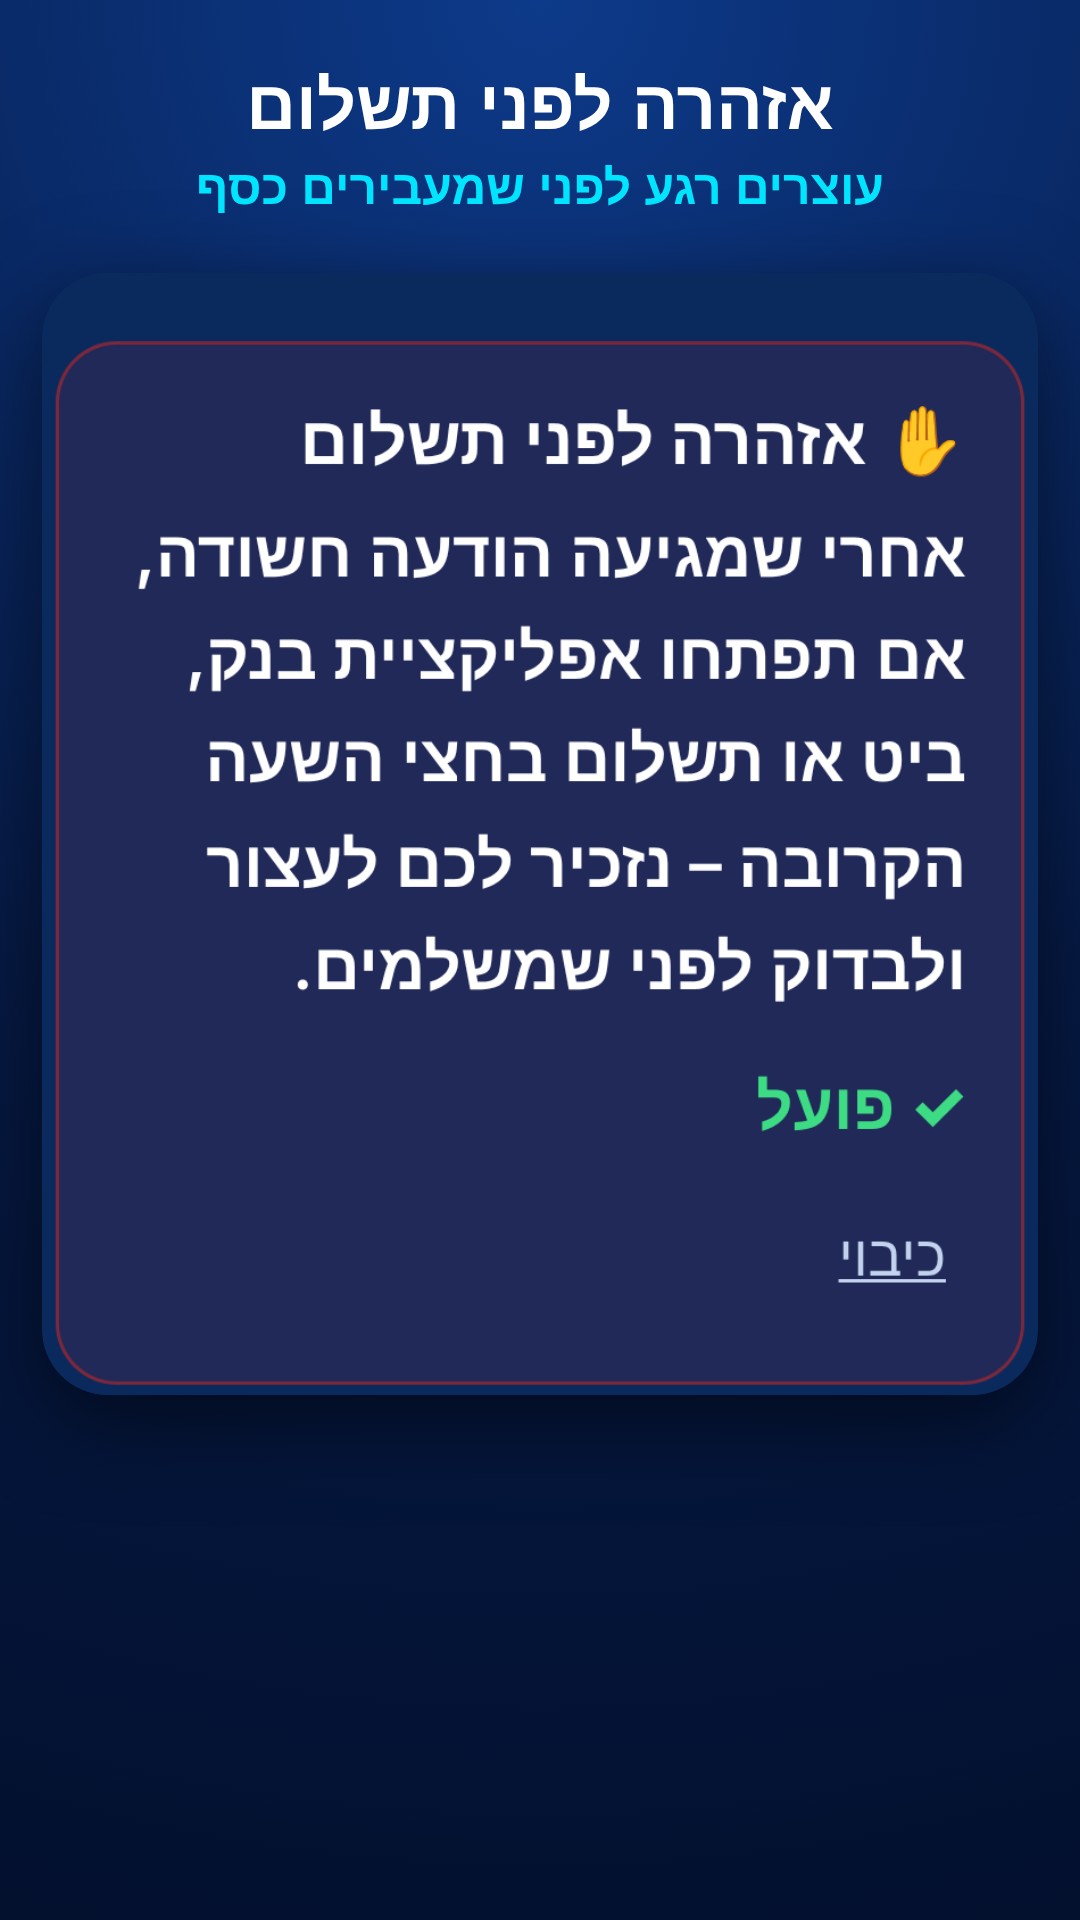 אזהרה לפני תשלום
עוצרים רגע לפני שמעבירים כסף
✋ אזהרה לפני תשלום
אחרי שמגיעה הודעה חשודה,
אם תפתחו אפליקציית בנק,
ביט או תשלום בחצי השעה
הקרובה – נזכיר לכם לעצור
ולבדוק לפני שמשלמים.
✓ פועל
כיבוי